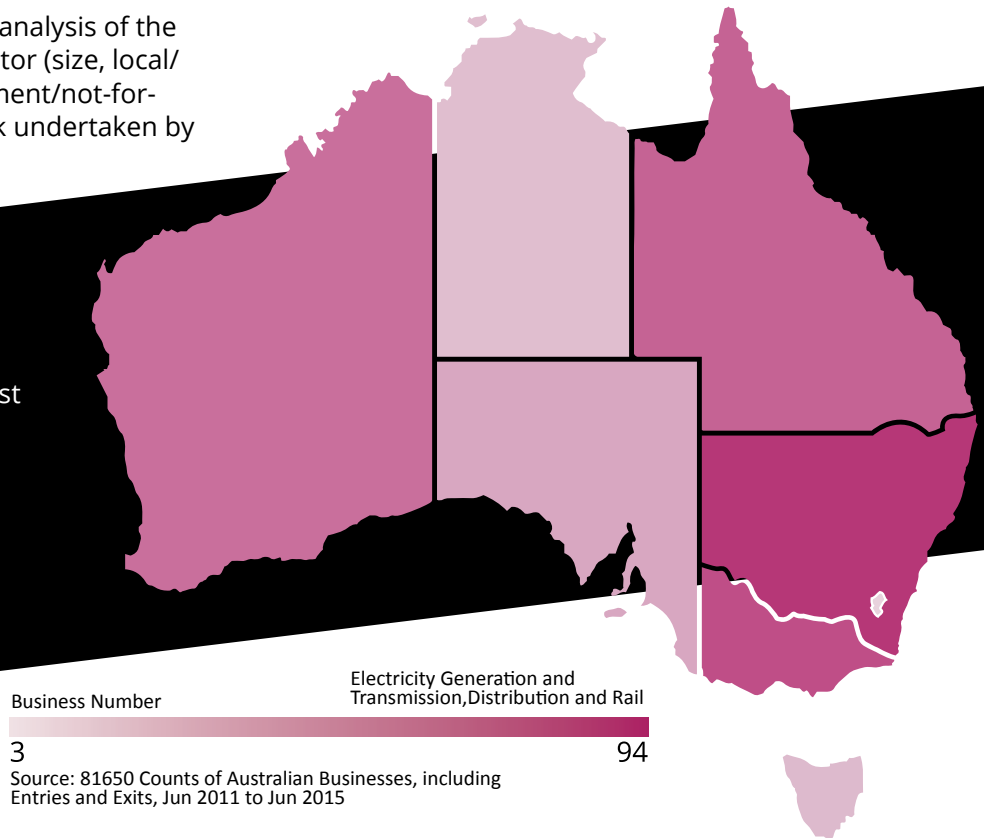 analysis of the
tor (size, local/
nent/not-for-
k undertaken by
st
Business Number
Electricity Generation and
Transmission,Distribution and Rail
3
94
Source: 81650 Counts of Australian Businesses, including
Entries and Exits, Jun 2011 to Jun 2015